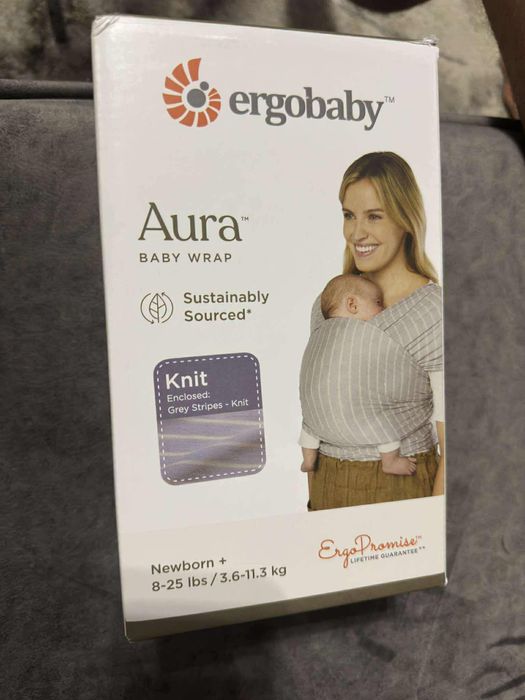 ergobaby™
Aura™
BABY WRAP
Sustainably
Sourced*
Knit
Enclosed:
Grey Stripes - Knit
Newborn +
8-25 lbs / 3.6-11.3 kg
ErgoPromise™
LIFETIME GUARANTEE**